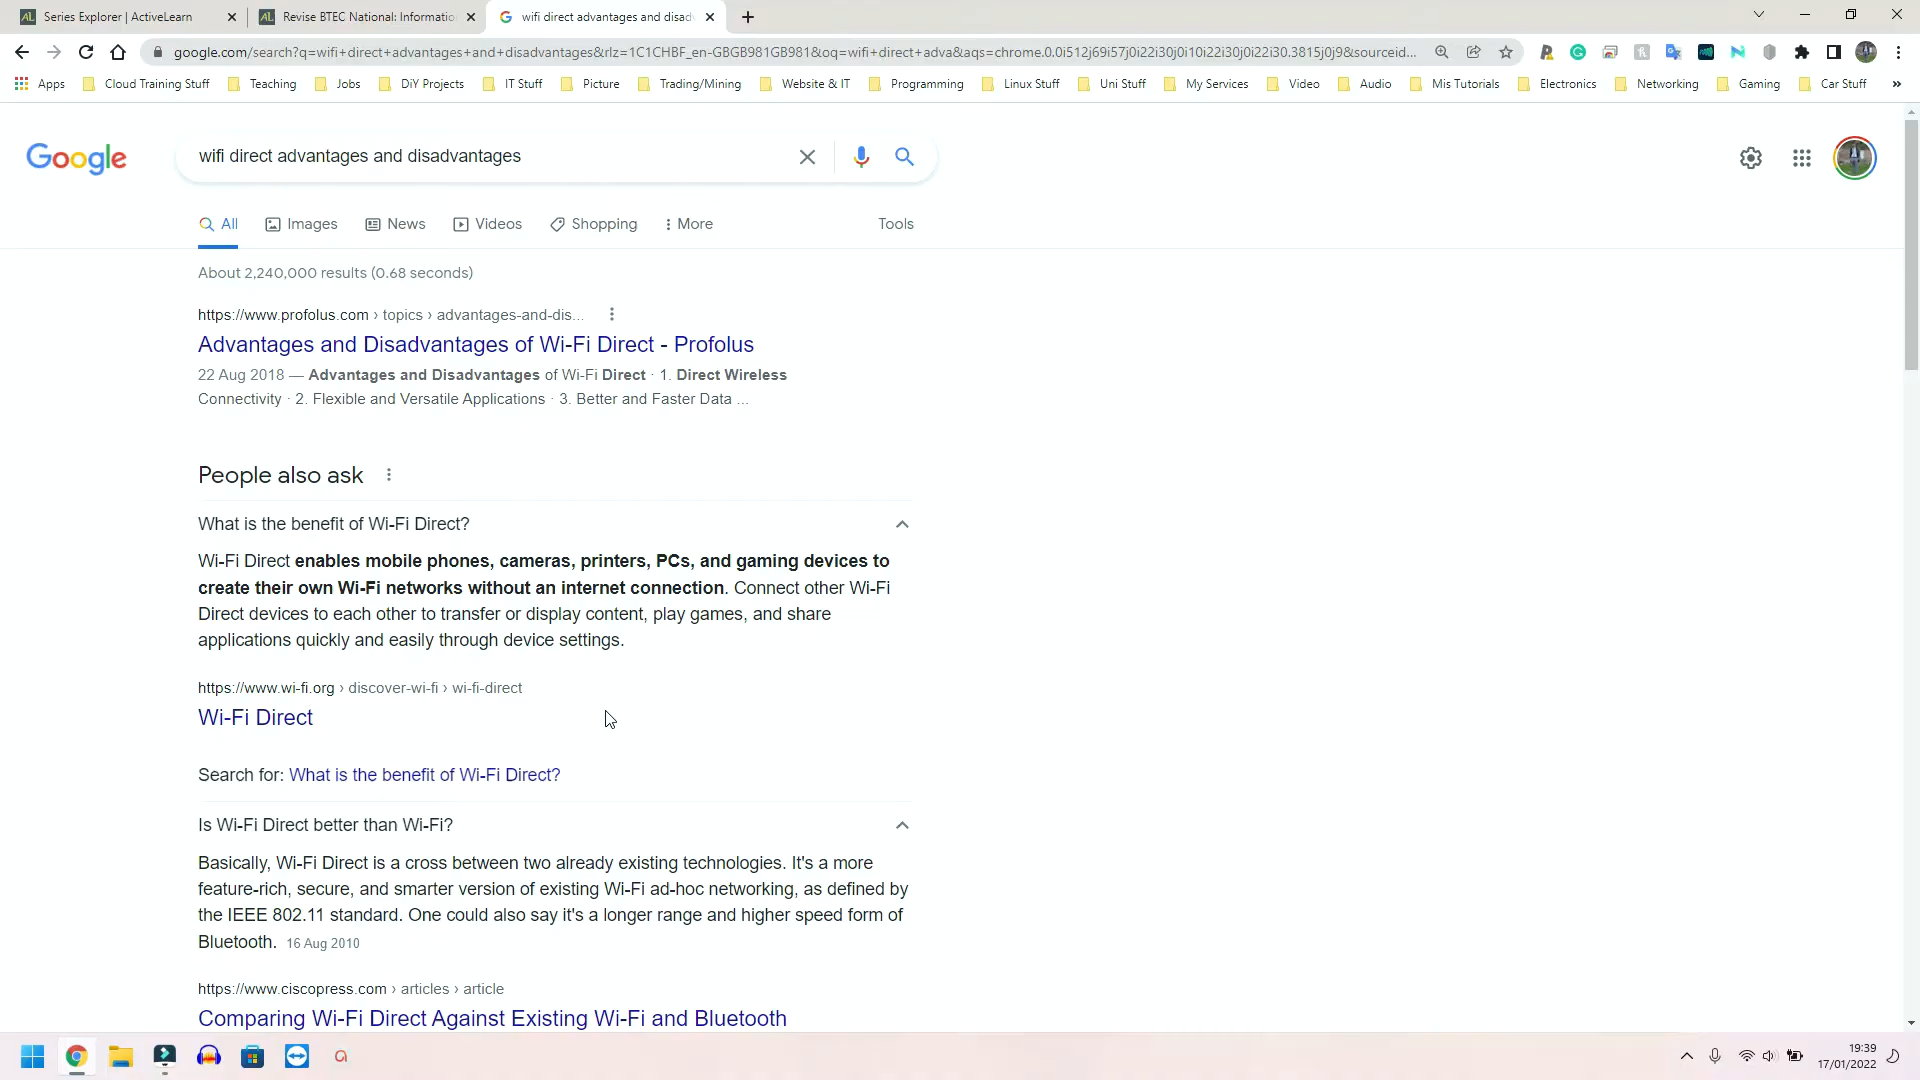 Series Explorer | ActiveLearn
Revise BTEC National: Informatio
wifi direct advantages and disad
google.com/search?q=wifi+direct+advantages+and+disadvantages&rlz=1C1CHBF_en-GBGB981GB981&oq=wifi+direct+adva&aqs=chrome.0.0i512j69i57j0i22i30j0i10i22i30j0i22i30.3815j0j9&sourceid...
Apps
Cloud Training Stuff
Teaching
Jobs
DiY Projects
IT Stuff
Picture
Trading/Mining
Website & IT
Programming
Linux Stuff
Uni Stuff
My Services
Video
Audio
Mis Tutorials
Electronics
Networking
Gaming
Car Stuff
»
Google
wifi direct advantages and disadvantages
All
Images
News
Videos
Shopping
More
Tools
About 2,240,000 results (0.68 seconds)
https://www.profolus.com › topics › advantages-and-dis...
Advantages and Disadvantages of Wi-Fi Direct - Profolus
22 Aug 2018 — Advantages and Disadvantages of Wi-Fi Direct · 1. Direct Wireless
Connectivity · 2. Flexible and Versatile Applications · 3. Better and Faster Data ...
People also ask
What is the benefit of Wi-Fi Direct?
Wi-Fi Direct enables mobile phones, cameras, printers, PCs, and gaming devices to
create their own Wi-Fi networks without an internet connection. Connect other Wi-Fi
Direct devices to each other to transfer or display content, play games, and share
applications quickly and easily through device settings.
https://www.wi-fi.org › discover-wi-fi › wi-fi-direct
Wi-Fi Direct
Search for: What is the benefit of Wi-Fi Direct?
Is Wi-Fi Direct better than Wi-Fi?
Basically, Wi-Fi Direct is a cross between two already existing technologies. It's a more
feature-rich, secure, and smarter version of existing Wi-Fi ad-hoc networking, as defined by
the IEEE 802.11 standard. One could also say it's a longer range and higher speed form of
Bluetooth. 16 Aug 2010
https://www.ciscopress.com › articles › article
Comparing Wi-Fi Direct Against Existing Wi-Fi and Bluetooth
19:39
17/01/2022